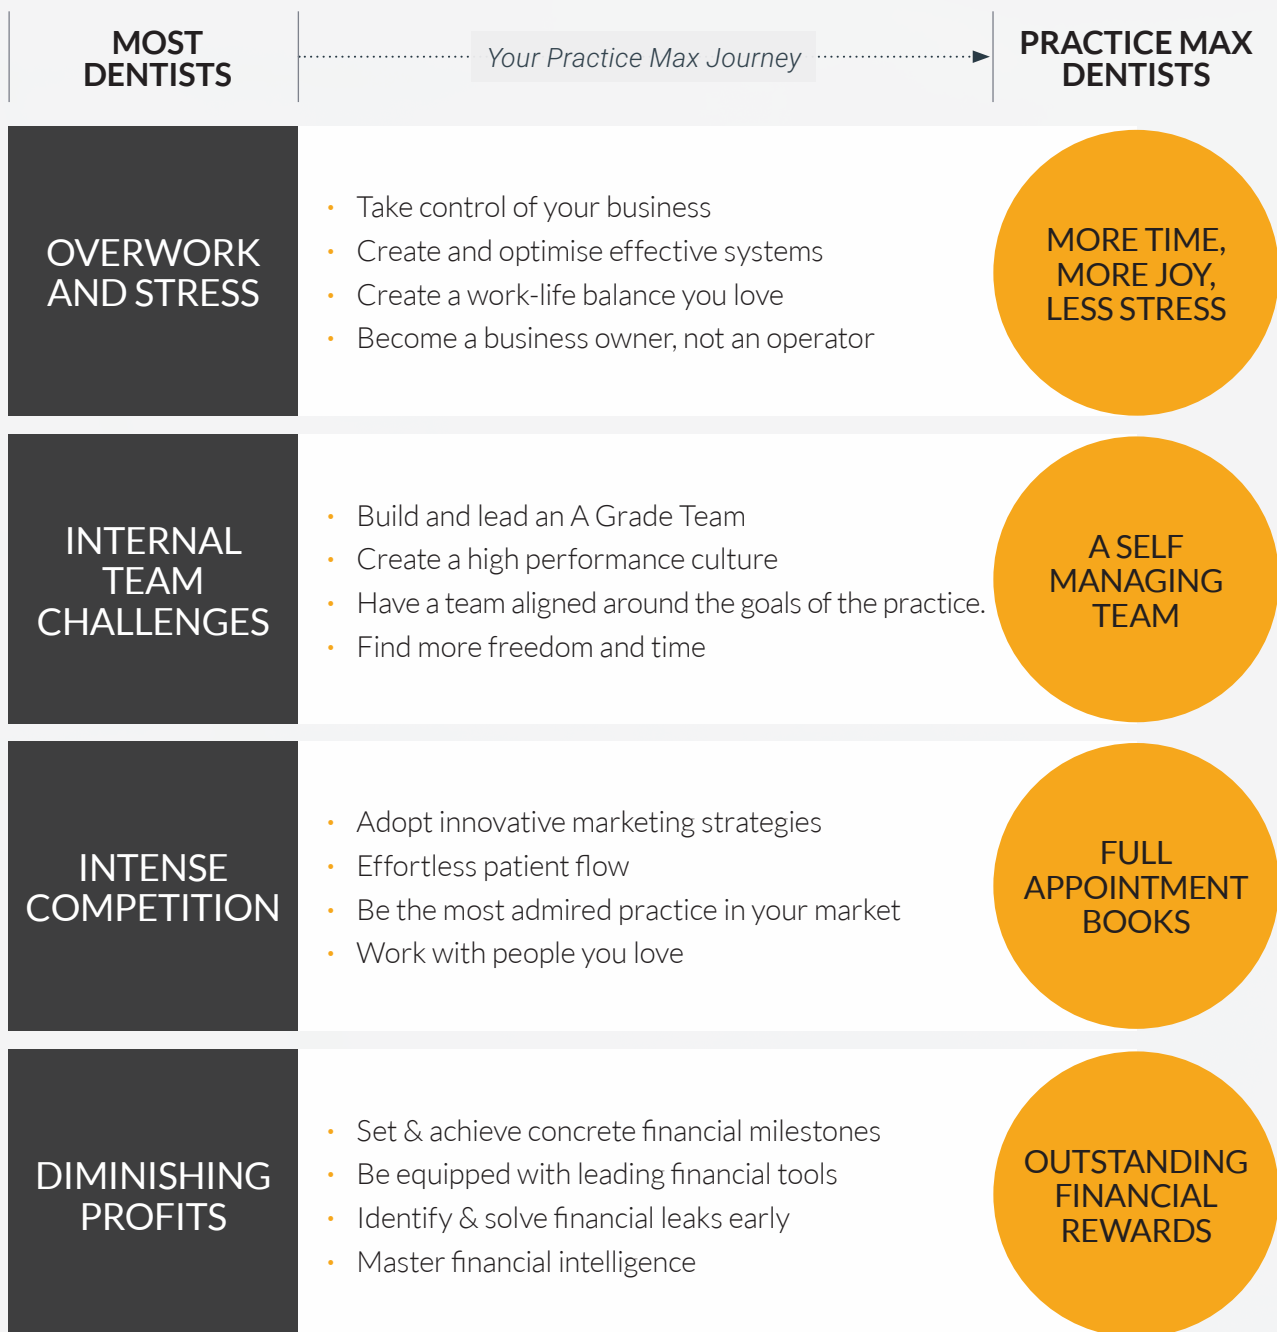 MOST
DENTISTS
Your Practice Max Journey
PRACTICE MAX
DENTISTS
OVERWORK
AND STRESS
· Take control of your business
· Create and optimise effective systems
· Create a work-life balance you love
· Become a business owner, not an operator
MORE TIME,
MORE JOY,
LESS STRESS
INTERNAL
TEAM
CHALLENGES
· Build and lead an A Grade Team
· Create a high performance culture
· Have a team aligned around the goals of the practice.
· Find more freedom and time
A SELF
MANAGING
TEAM
INTENSE
COMPETITION
· Adopt innovative marketing strategies
· Effortless patient flow
· Be the most admired practice in your market
· Work with people you love
FULL
APPOINTMENT
BOOKS
DIMINISHING
PROFITS
· Set & achieve concrete financial milestones
· Be equipped with leading financial tools
· Identify & solve financial leaks early
· Master financial intelligence
OUTSTANDING
FINANCIAL
REWARDS